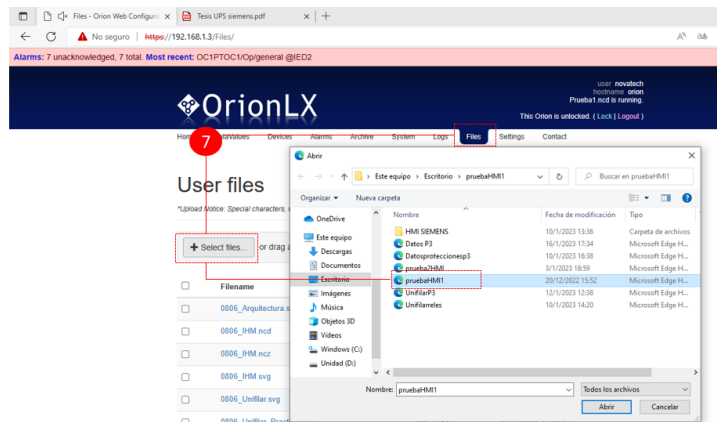 Files - Orion Web Configura
Tesis UPS siemens.pdf
No seguro
https://192.168.1.3/Files/
Alarms: 7 unacknowledged, 7 total. Most recent: OC1PTOC1/Op/general @IED2
OrionLX
user novatech
hostname orion
Prueba1.ncd is running.
This Orion is unlocked. ( Lock | Logout )
7
DataValues Devices Alarms Archive System Logs Files Settings Contact
User files
*Upload Notice: Special characters,
+ Select files... or drag a
Filename
0806_Arquitectura.s
0806_IHM.ncd
0806_IHM.ncz
0806_IHM.svg
0806_Unifilar.svg
Abrir
Este equipo > Escritorio > pruebaHMI1
Buscar en pruebaHMI1
Organizar Nueva carpeta
OneDrive
Este equipo
Descargas
Documentos
Escritorio
Imágenes
Música
Objetos 3D
Vídeos
Windows (C:)
Unidad (D:)
Nombre Fecha de modificación Tipo
HMI SIEMENS 10/1/2023 13:36 Carpeta de archivos
Datos P3 16/1/2023 17:34 Microsoft Edge H...
Datosproteccionesp3 10/1/2023 16:38 Microsoft Edge H...
prueba2HMI 3/1/2023 18:59 Microsoft Edge H...
pruebaHMI1 20/12/2022 15:52 Microsoft Edge H...
UnifilarP3 12/1/2023 12:38 Microsoft Edge H...
Unifilarreles 10/1/2023 14:20 Microsoft Edge H...
Nombre: pruebaHMI1
Todos los archivos
Abrir Cancelar